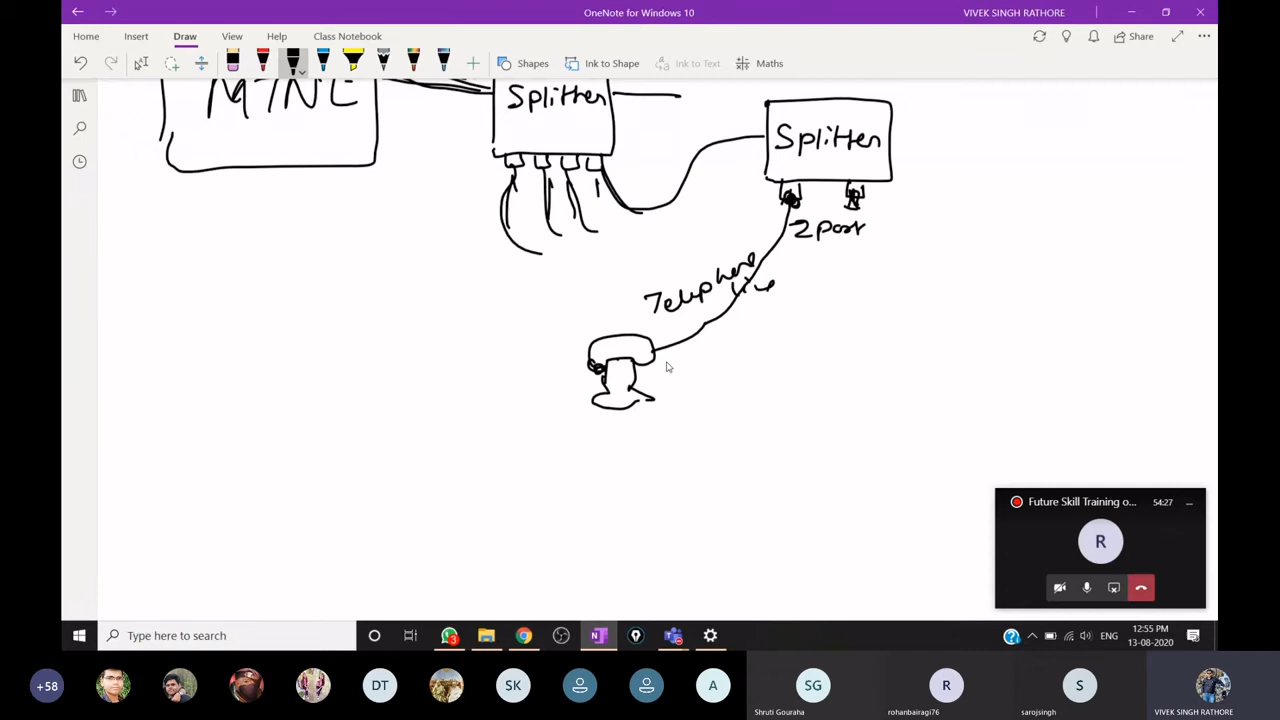 OneNote for Windows 10
VIVEK SINGH RATHORE
Home
Insert
Draw
View
Help
Class Notebook
Share
Shapes
Ink to Shape
Ink to Text
Maths
MTNL
Splitter
Splitter
2 port
Telephone
line
Future Skill Training o...
54:27
R
Type here to search
3
N
ENG
12:55 PM
13-08-2020
+58
DT
SK
A
SG
Shruti Gouraha
R
rohanbairagi76
S
sarojsingh
VIVEK SINGH RATHORE